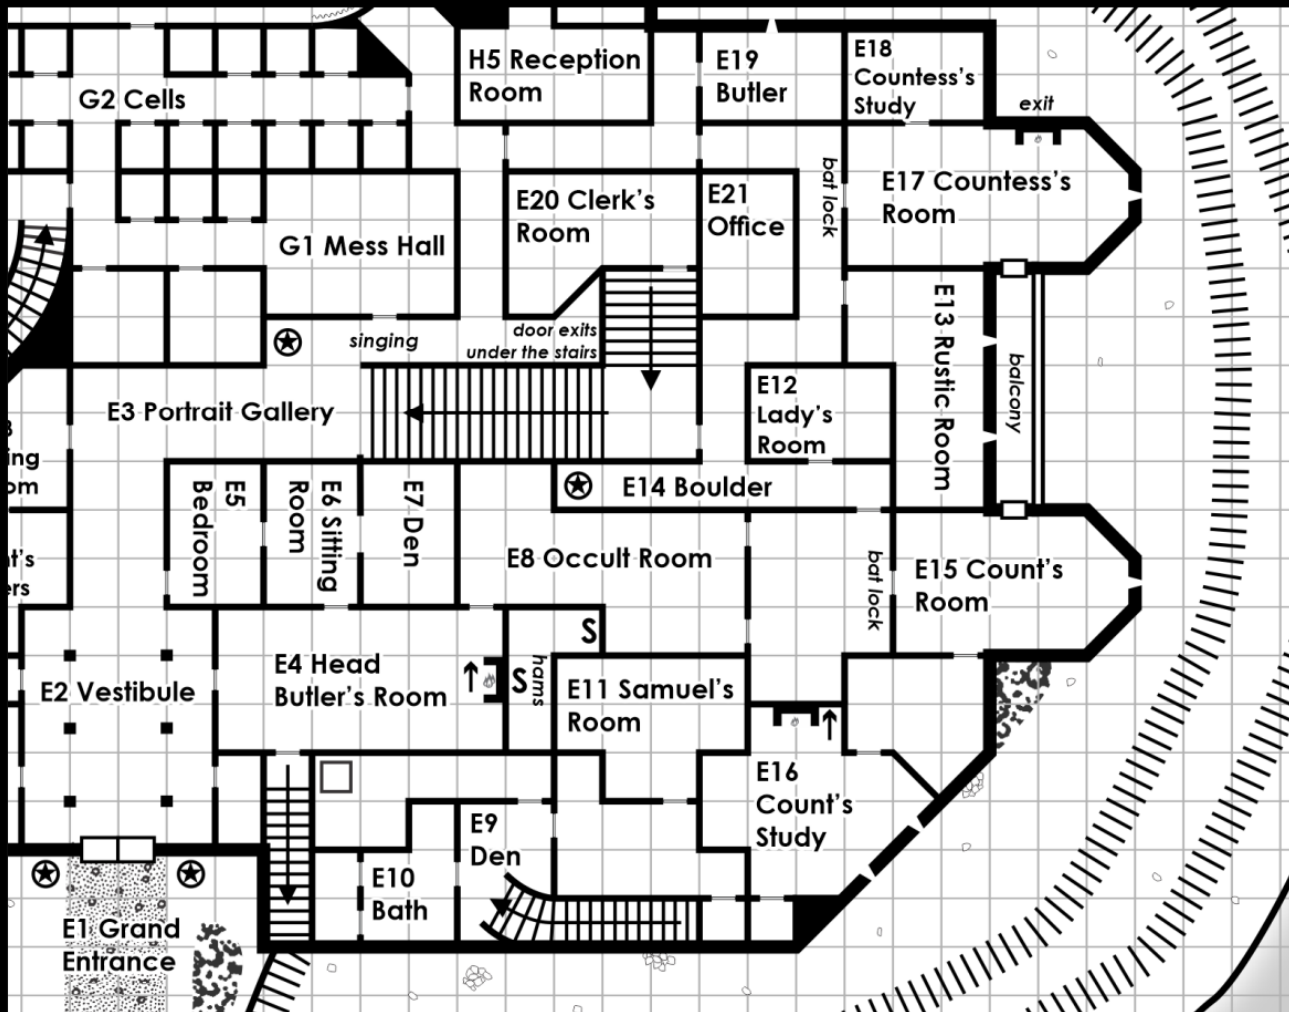 H5 Reception
Room
E19
Butler
E18
Countess's
Study
G2 Cells
exit
bat lock
E17 Countess's
Room
E20 Clerk's
Room
E21
Office
G1 Mess Hall
singing
door exits
under the stairs
E13 Rustic Room
balcony
E12
Lady's
Room
E3 Portrait Gallery
ing
om
E5
Bedroom
E6 Sitting
Room
E7 Den
E14 Boulder
E8 Occult Room
bat lock
E15 Count's
Room
t's
ers
S
E2 Vestibule
E4 Head
Butler's Room
S
hams
E11 Samuel's
Room
E16
Count's
Study
E9
Den
E10
Bath
E1 Grand
Entrance